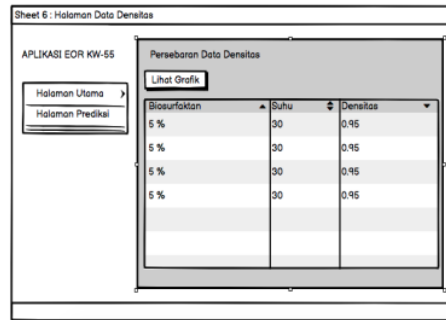 Sheet 6 : Halaman Data Densitas
APLIKASI EOR KW-55
Halaman Utama
Halaman Prediksi
Persebaran Data Densitas
Lihat Grafik
Biosurfaktan Suhu Densitas
5 % 30 0.95
5 % 30 0.95
5 % 30 0.95
5 % 30 0.95